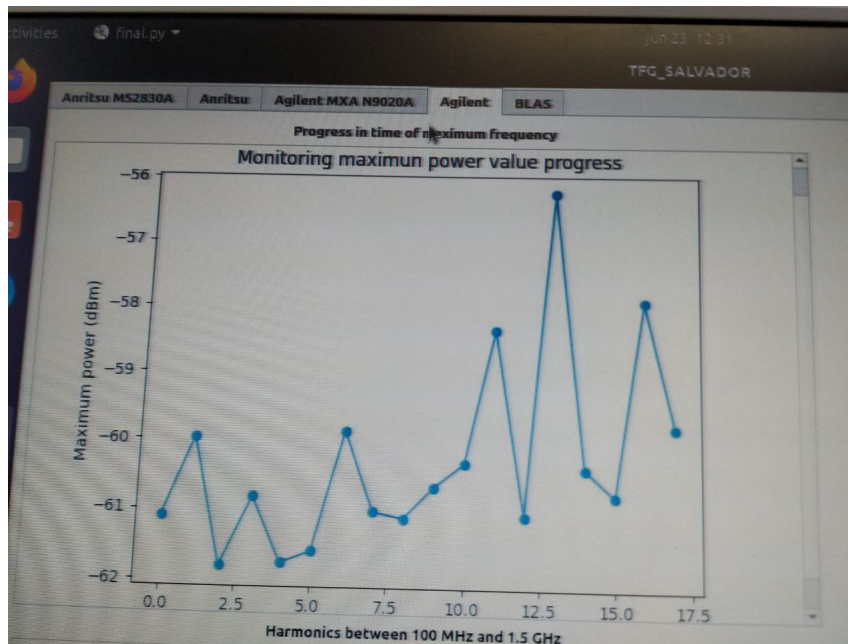 ctivities
final.py
Jun 23 12:31
TFG_SALVADOR
Anritsu MS2830A
Anritsu
Agilent MXA N9020A
Agilent
BLAS
Progress in time of maximum frequency
Monitoring maximun power value progress
−56
−57
−58
−59
−60
−61
−62
Maximum power (dBm)
0.0 2.5 5.0 7.5 10.0 12.5 15.0 17.5
Harmonics between 100 MHz and 1.5 GHz